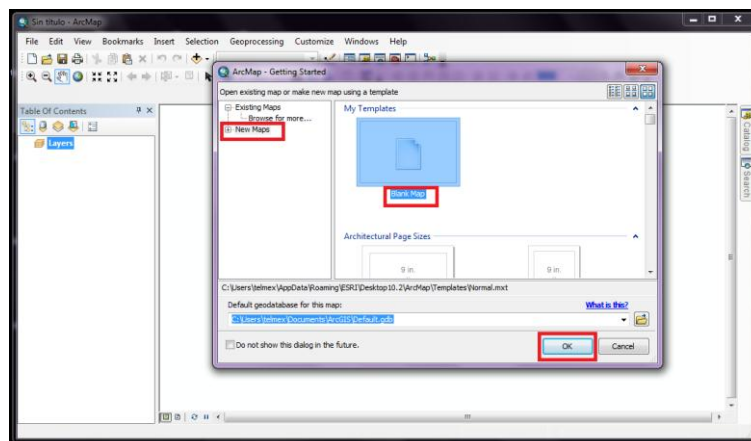 Sin título - ArcMap
File Edit View Bookmarks Insert Selection Geoprocessing Customize Windows Help
ArcMap - Getting Started
Open existing map or make new map using a template
Table Of Contents
Layers
Existing Maps
Browse for more....
New Maps
My Templates
Blank Map
Architectural Page Sizes
9 in.
9 in.
C:\Users\telmex\AppData\Roaming\ESRI\Desktop10.2\ArcMap\Templates\Normal.mxt
Default geodatabase for this map:
What is this?
C:\Users\telmex\Documents\ArcGIS\Default.gdb
Do not show this dialog in the future.
OK
Cancel
Catalog
Search